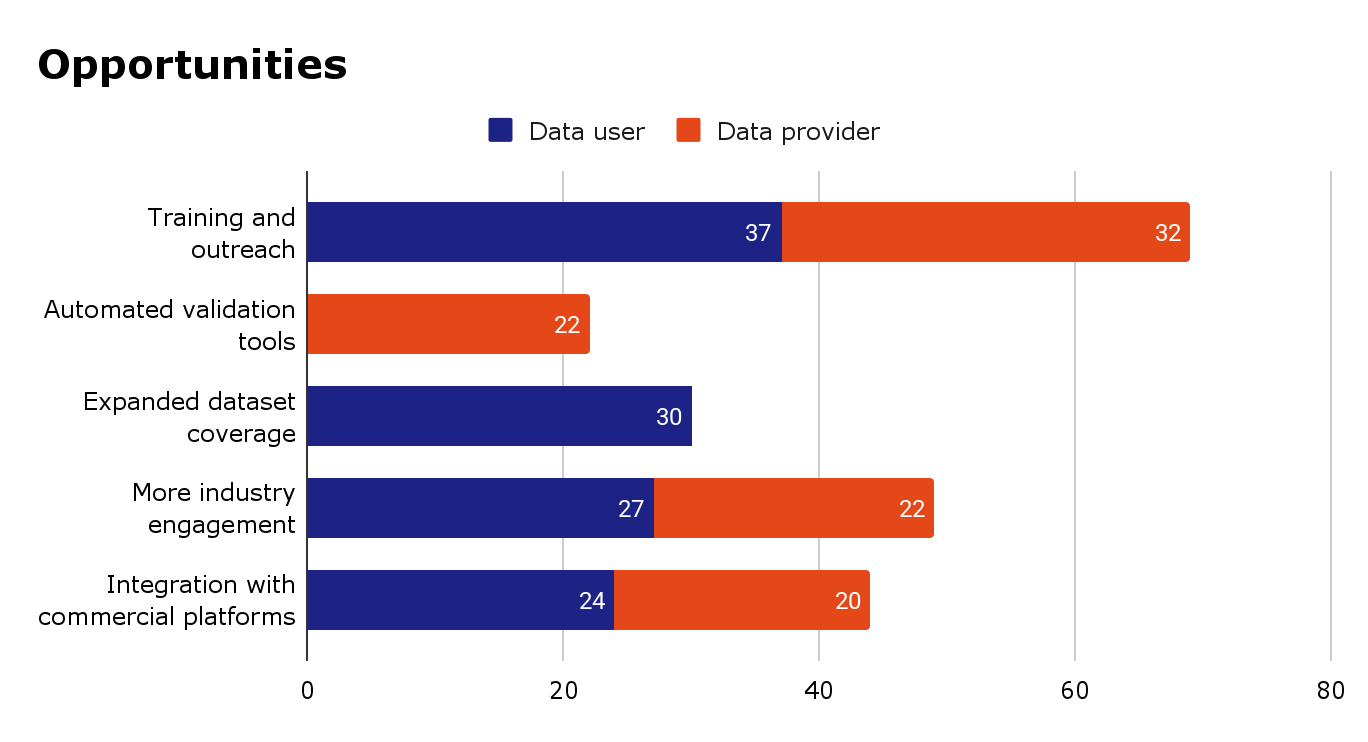 Opportunities
Data user Data provider
Training and
outreach
37 32
Automated validation
tools
22
Expanded dataset
coverage
30
More industry
engagement
27 22
Integration with
commercial platforms
24 20
0 20 40 60 80